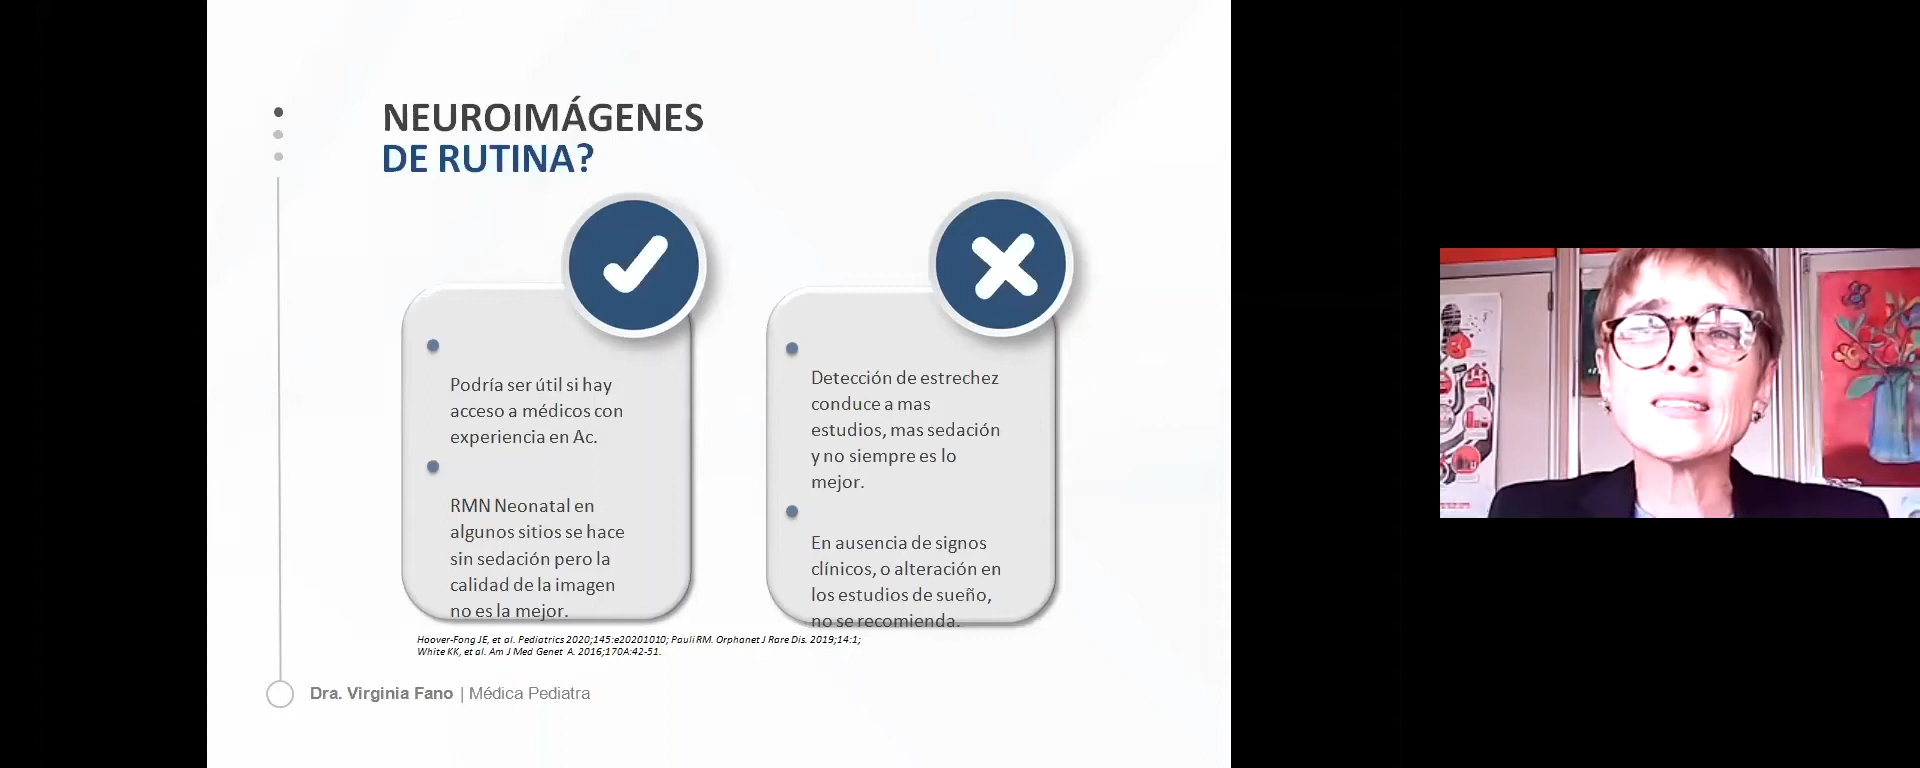 NEUROIMÁGENES
DE RUTINA?
Podría ser útil si hay
acceso a médicos con
experiencia en Ac.
RMN Neonatal en
algunos sitios se hace
sin sedación pero la
calidad de la imagen
no es la mejor.
Detección de estrechez
conduce a mas
estudios, mas sedación
y no siempre es lo
mejor.
En ausencia de signos
clínicos, o alteración en
los estudios de sueño,
no se recomienda.
Hoover-Fong JE, et al. Pediatrics 2020;145:e20201010; Pauli RM. Orphanet J Rare Dis. 2019;14:1;
White KK, et al. Am J Med Genet A. 2016;170A:42-51.
Dra. Virginia Fano | Médica Pediatra